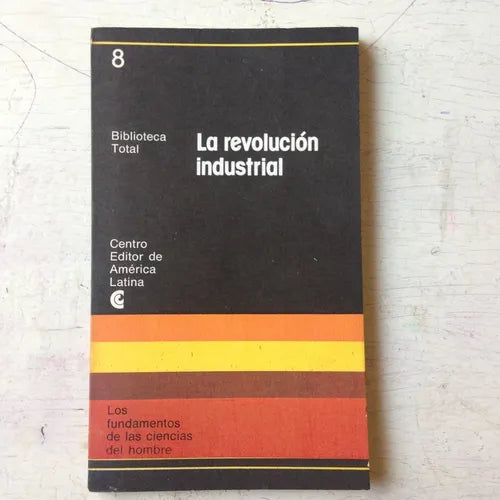 8
Biblioteca
Total
La revolución
industrial
Centro
Editor de
América
Latina
Los
fundamentos
de las ciencias
del hombre